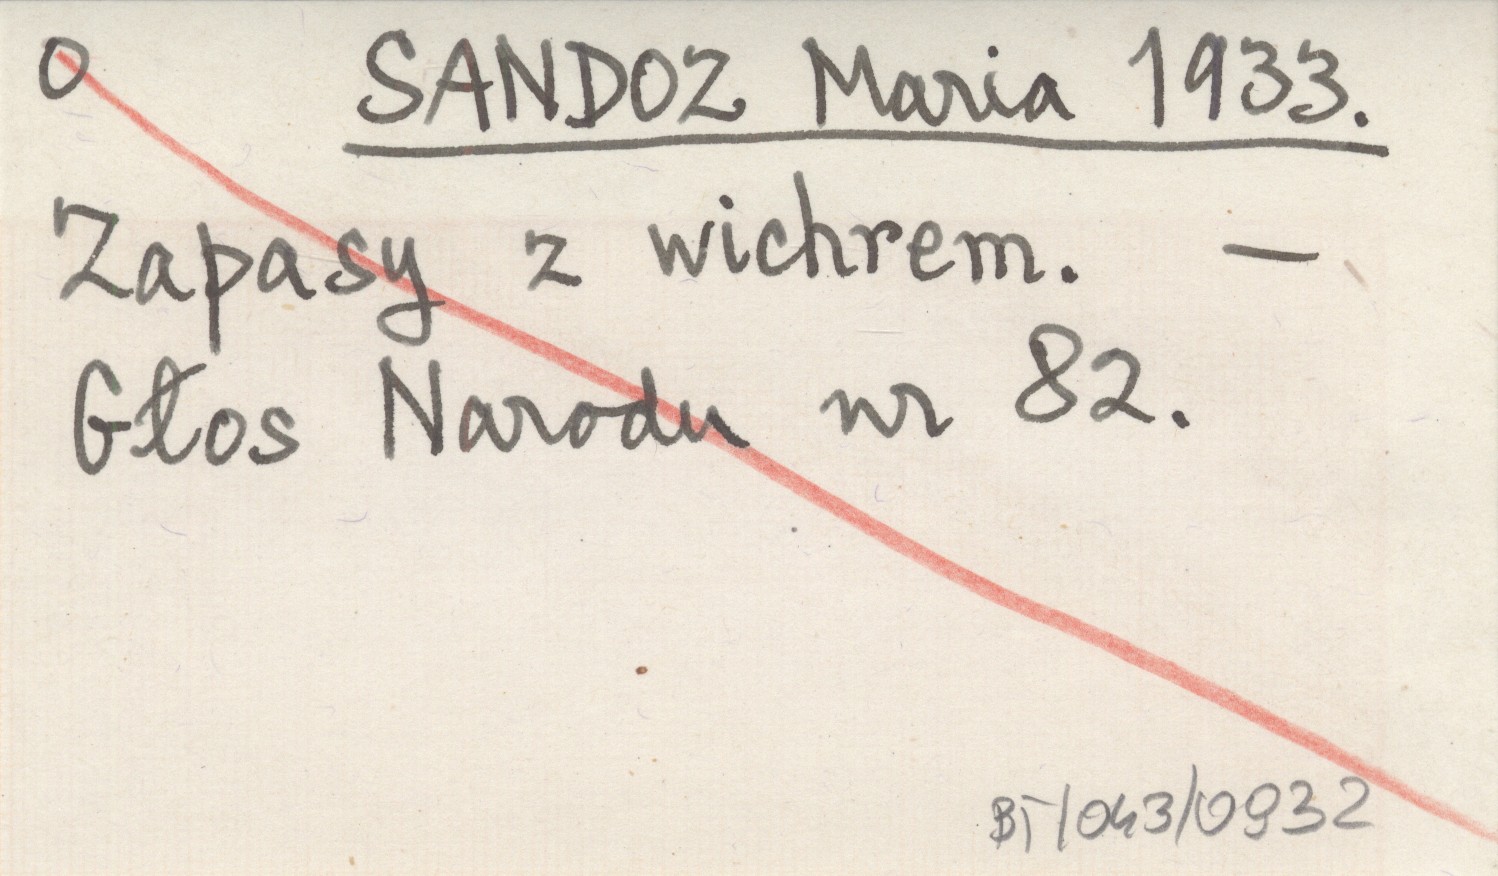 O SANDOZ Maria 1933.
Zapasy z wichrem. —
Głos Narodu nr 82.
BT/043/0932